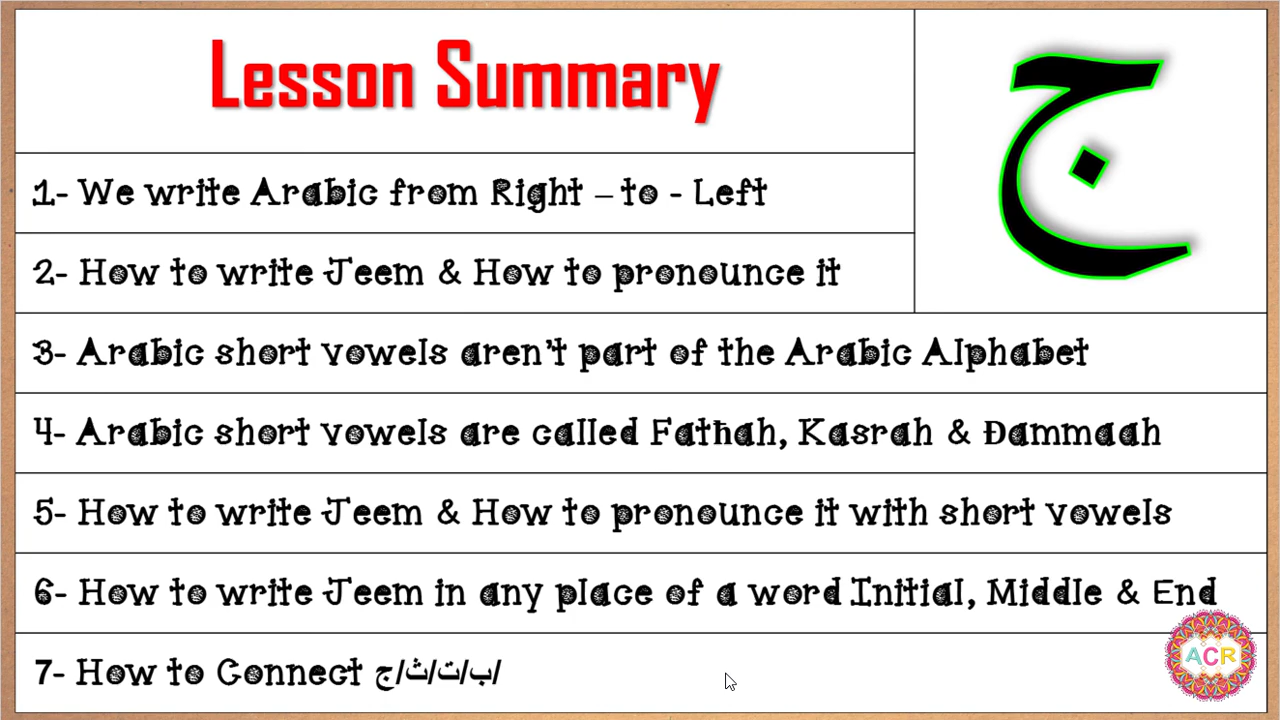 Lesson Summary
ج
1- We write Arabic from Right – to - Left
2- How to write Jeem & How to pronounce it
3- Arabic short vowels aren't part of the Arabic Alphabet
4- Arabic short vowels are called Fatħah, Kasrah & Đammaah
5- How to write Jeem & How to pronounce it with short vowels
6- How to write Jeem in any place of a word Initial, Middle & End
7- How to Connect ب/ت/ث/ج/
ACR